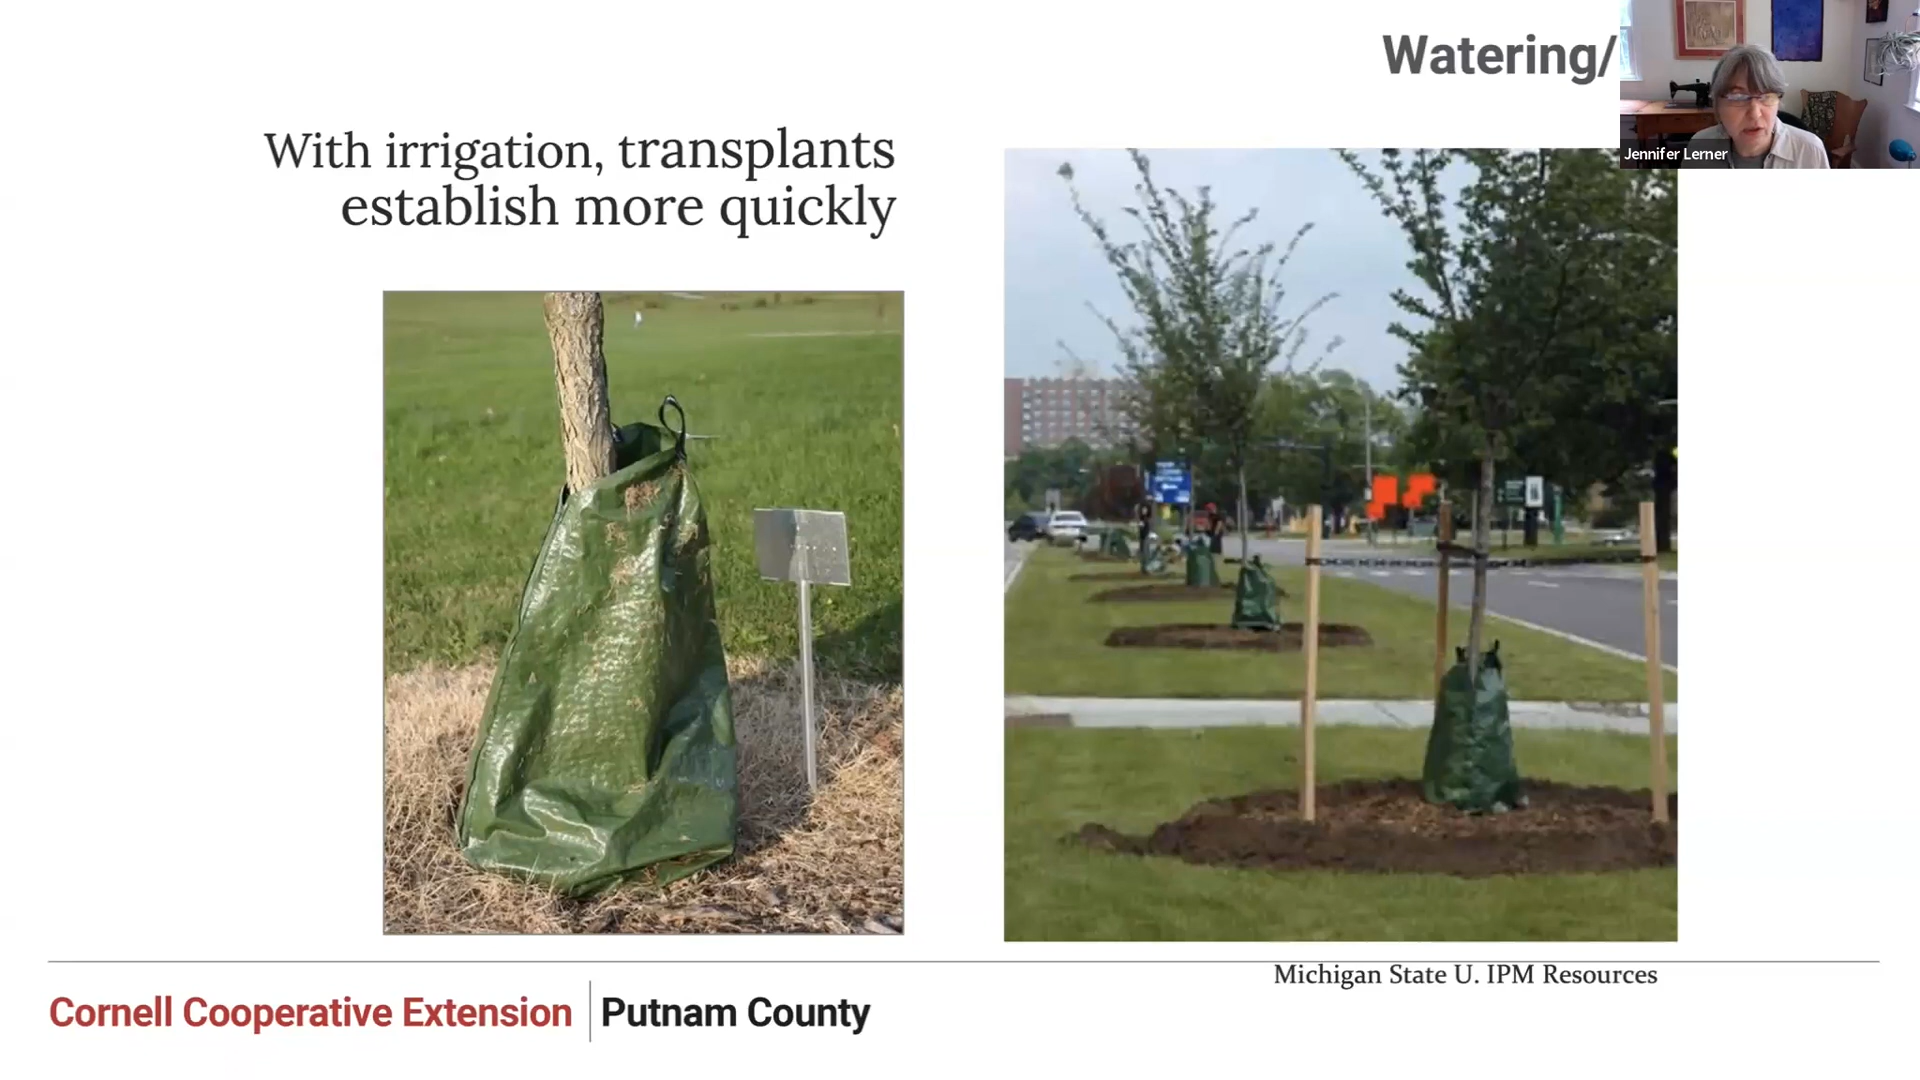 Watering/
Jennifer Lerner
With irrigation, transplants
establish more quickly
Michigan State U. IPM Resources
Cornell Cooperative Extension
Putnam County